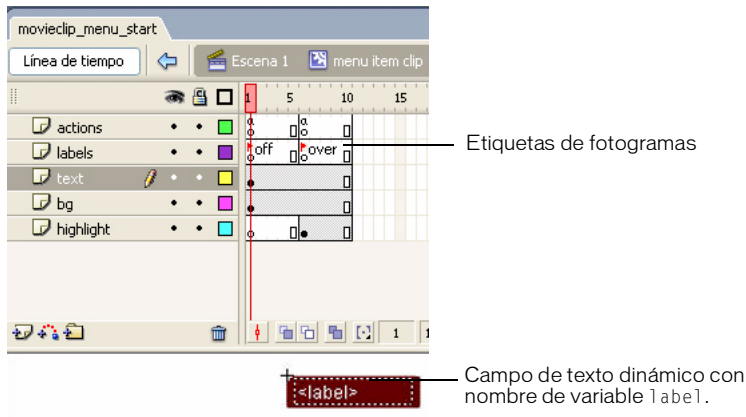 movieclip_menu_start
Línea de tiempo
Escena 1
menu item clip
1 5 10 15
actions
a a
labels
off over
Etiquetas de fotogramas
text
bg
highlight
1
<label>
Campo de texto dinámico con
nombre de variable label.